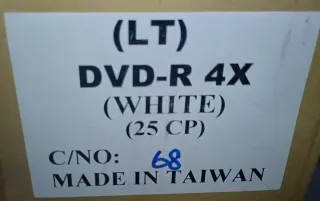 (LT)
DVD-R 4X
(WHITE)
(25 CP)
C/NO: 68
MADE IN TAIWAN